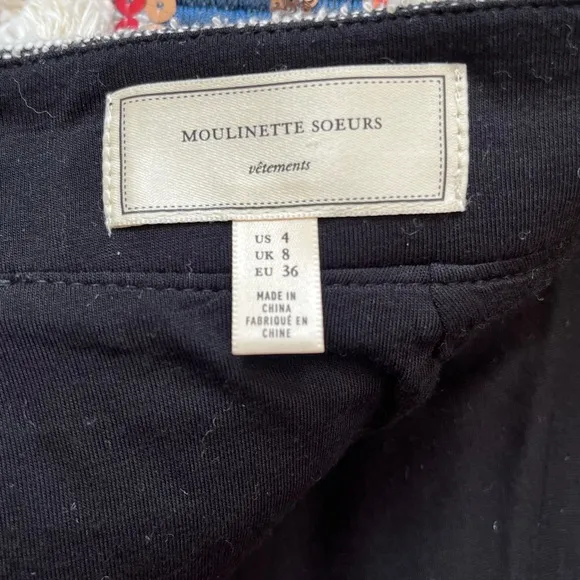 MOULINETTE SOEURS
vêtements
US 4
UK 8
EU 36
MADE IN
CHINA
FABRIQUÉ EN
CHINE